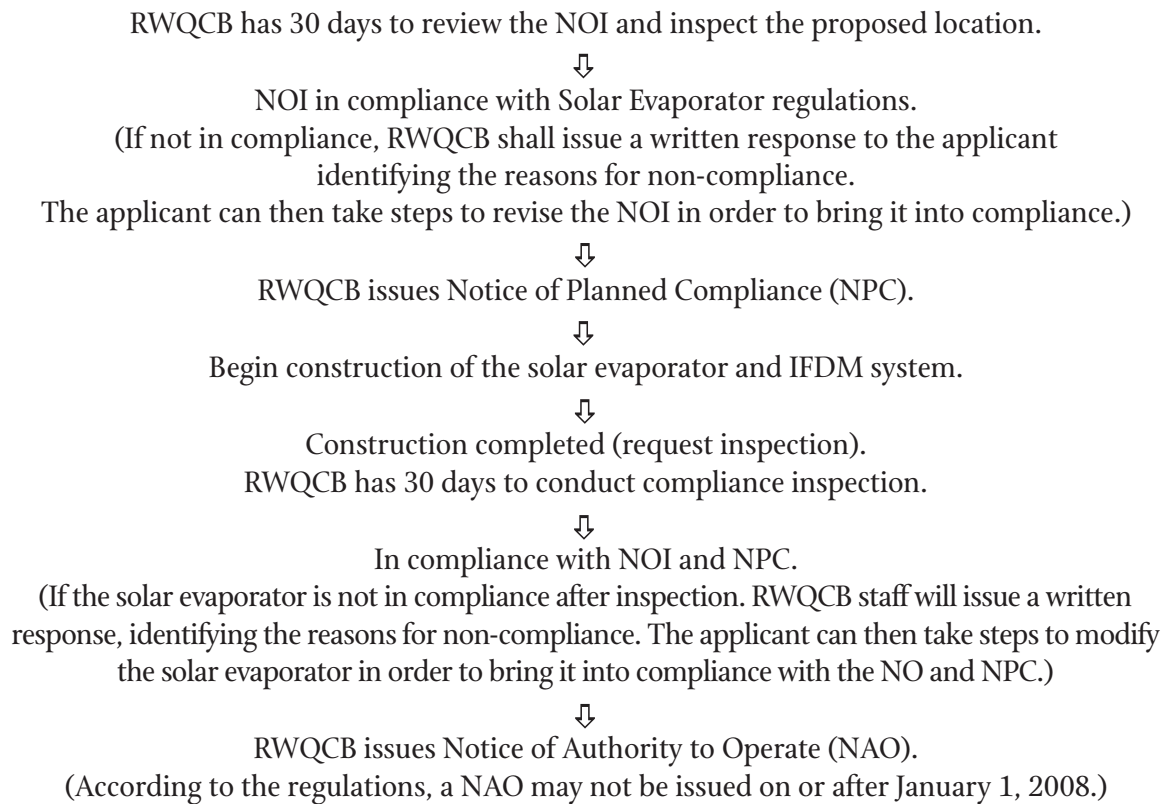 RWQCB has 30 days to review the NOI and inspect the proposed location.
⇩
NOI in compliance with Solar Evaporator regulations.
(If not in compliance, RWQCB shall issue a written response to the applicant
identifying the reasons for non-compliance.
The applicant can then take steps to revise the NOI in order to bring it into compliance.)
⇩
RWQCB issues Notice of Planned Compliance (NPC).
⇩
Begin construction of the solar evaporator and IFDM system.
⇩
Construction completed (request inspection).
RWQCB has 30 days to conduct compliance inspection.
⇩
In compliance with NOI and NPC.
(If the solar evaporator is not in compliance after inspection. RWQCB staff will issue a written
response, identifying the reasons for non-compliance. The applicant can then take steps to modify
the solar evaporator in order to bring it into compliance with the NO and NPC.)
⇩
RWQCB issues Notice of Authority to Operate (NAO).
(According to the regulations, a NAO may not be issued on or after January 1, 2008.)